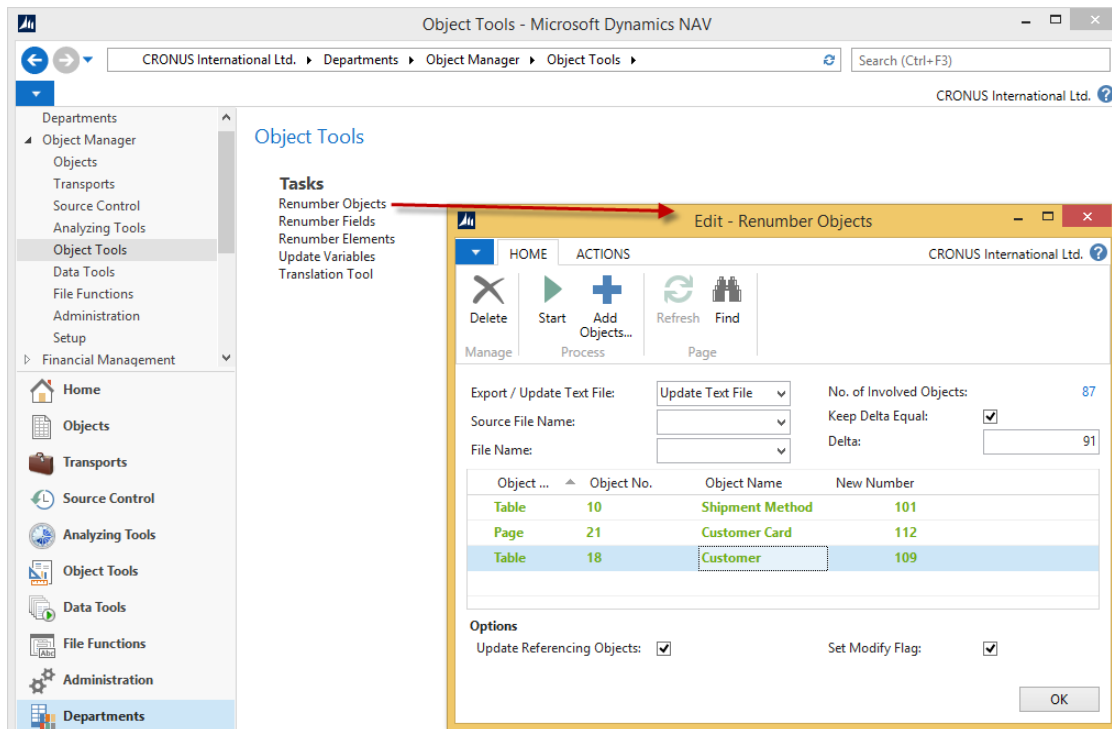 Object Tools - Microsoft Dynamics NAV
CRONUS International Ltd. ▸ Departments ▸ Object Manager ▸ Object Tools ▸
Search (Ctrl+F3)
CRONUS International Ltd.
Departments
Object Manager
Objects
Transports
Source Control
Analyzing Tools
Object Tools
Data Tools
File Functions
Administration
Setup
Financial Management
Home
Objects
Transports
Source Control
Analyzing Tools
Object Tools
Data Tools
File Functions
Administration
Departments
Object Tools
Tasks
Renumber Objects
Renumber Fields
Renumber Elements
Update Variables
Translation Tool
Edit - Renumber Objects
HOME ACTIONS
CRONUS International Ltd.
Delete Start Add Objects... Refresh Find
Manage Process Page
Export / Update Text File: Update Text File No. of Involved Objects: 87
Source File Name: Keep Delta Equal:
File Name: Delta: 91
Object ... Object No. Object Name New Number
Table 10 Shipment Method 101
Page 21 Customer Card 112
Table 18 Customer 109
Options
Update Referencing Objects: Set Modify Flag:
OK